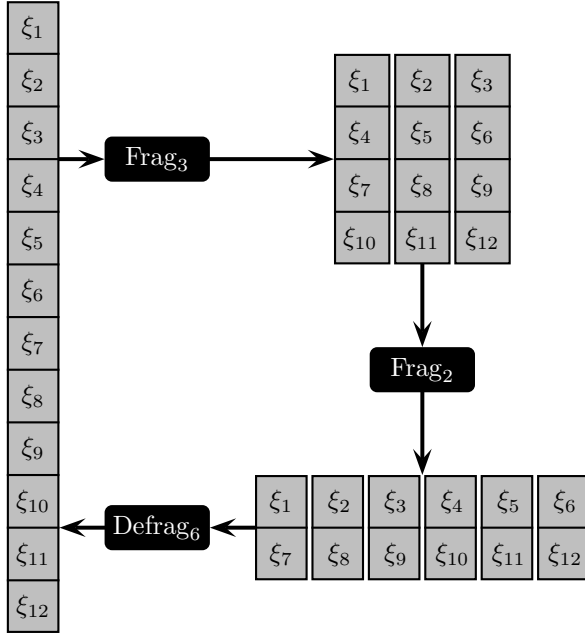 ξ₁
ξ₂
ξ₃
ξ₄
ξ₅
ξ₆
ξ₇
ξ₈
ξ₉
ξ₁₀
ξ₁₁
ξ₁₂
Frag₃
ξ₁ ξ₂ ξ₃
ξ₄ ξ₅ ξ₆
ξ₇ ξ₈ ξ₉
ξ₁₀ ξ₁₁ ξ₁₂
Frag₂
ξ₁ ξ₂ ξ₃ ξ₄ ξ₅ ξ₆
ξ₇ ξ₈ ξ₉ ξ₁₀ ξ₁₁ ξ₁₂
Defrag₆